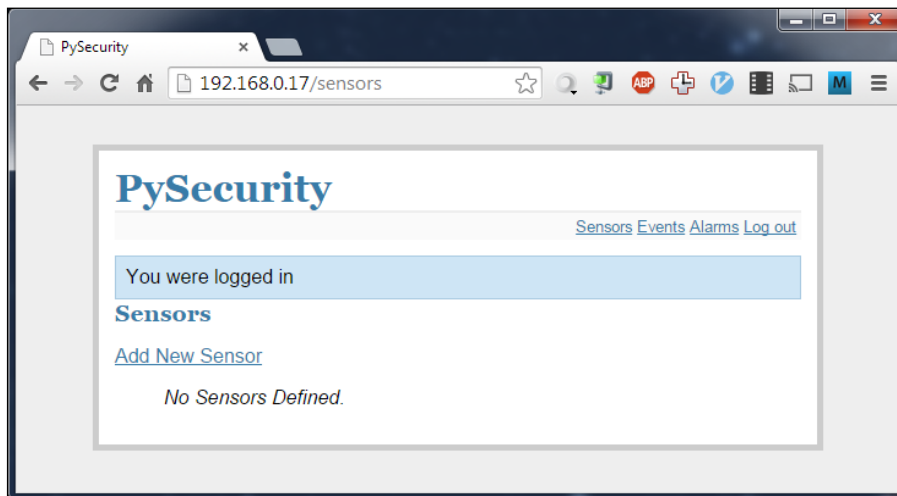 PySecurity
192.168.0.17/sensors
ABP
M
PySecurity
Sensors Events Alarms Log out
You were logged in
Sensors
Add New Sensor
No Sensors Defined.